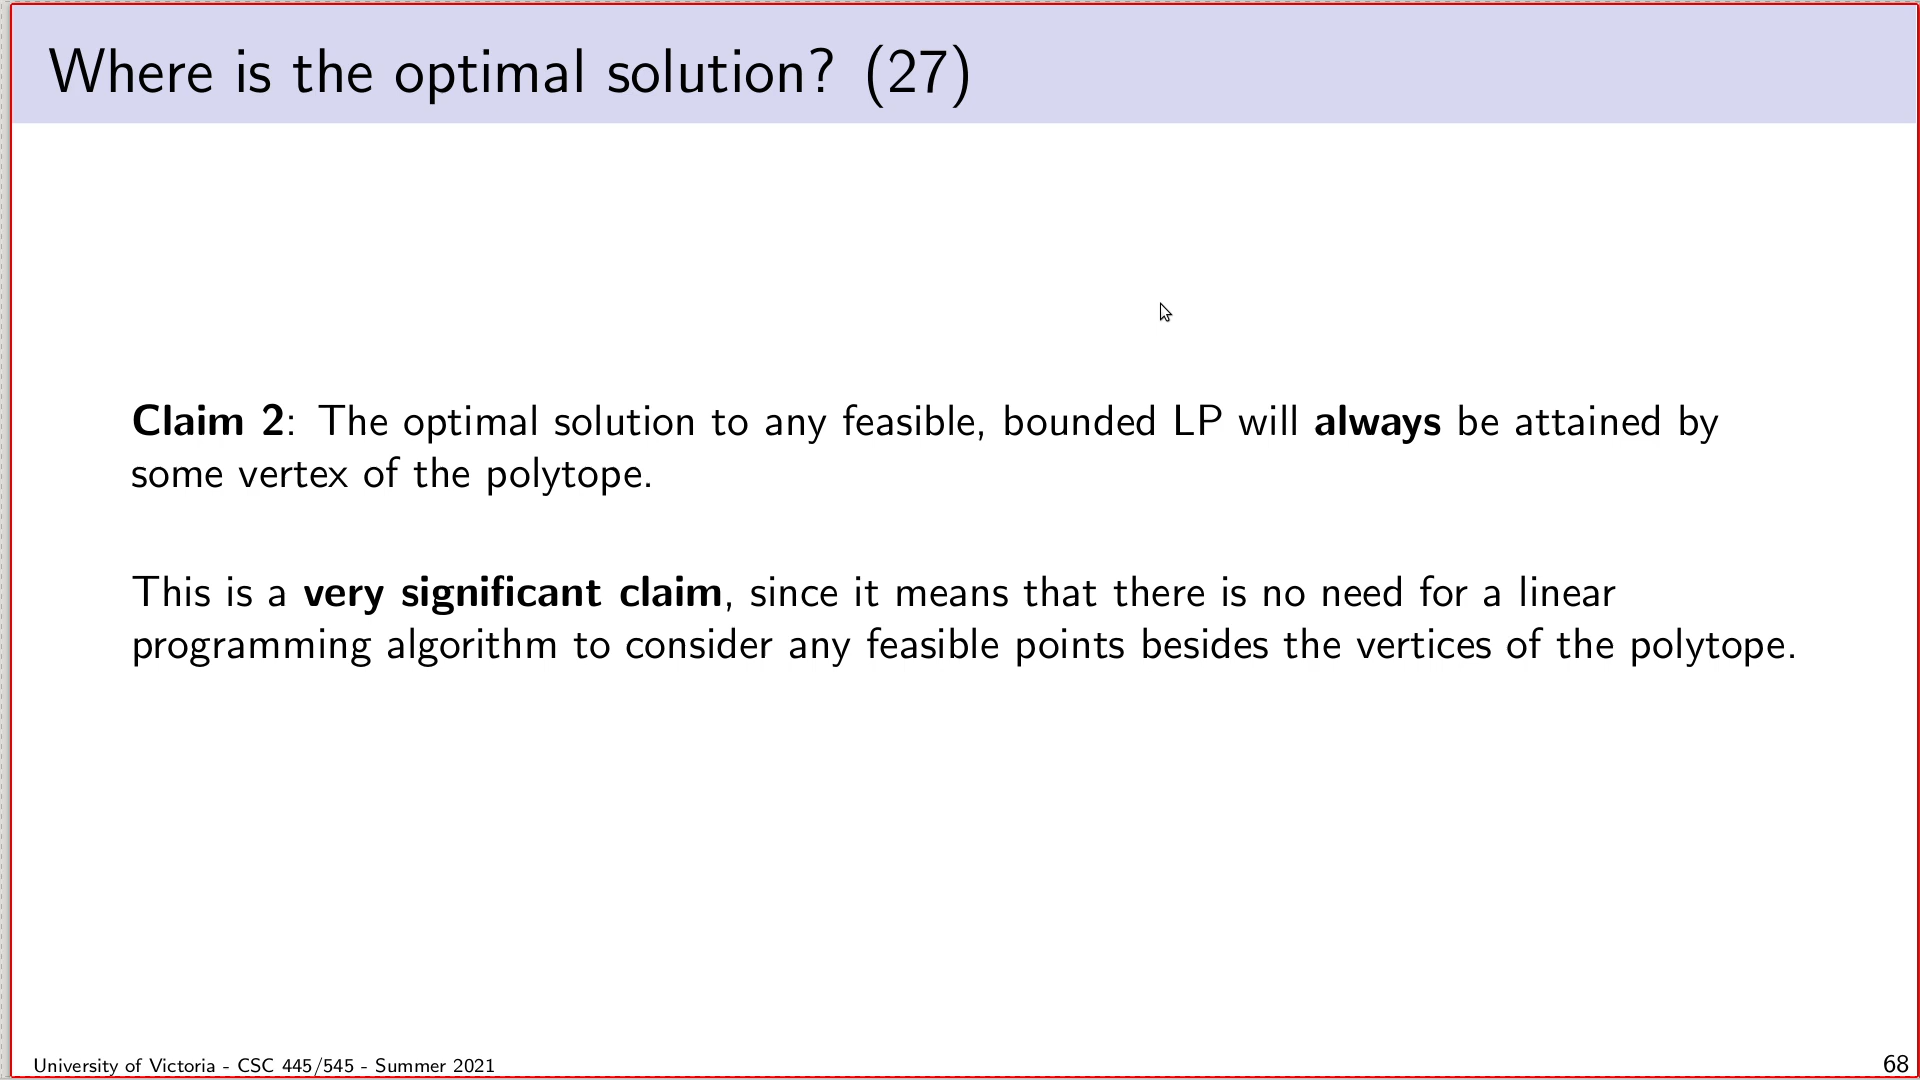 Where is the optimal solution? (27)
Claim 2: The optimal solution to any feasible, bounded LP will always be attained by
some vertex of the polytope.
This is a very significant claim, since it means that there is no need for a linear
programming algorithm to consider any feasible points besides the vertices of the polytope.
University of Victoria - CSC 445/545 - Summer 2021
68